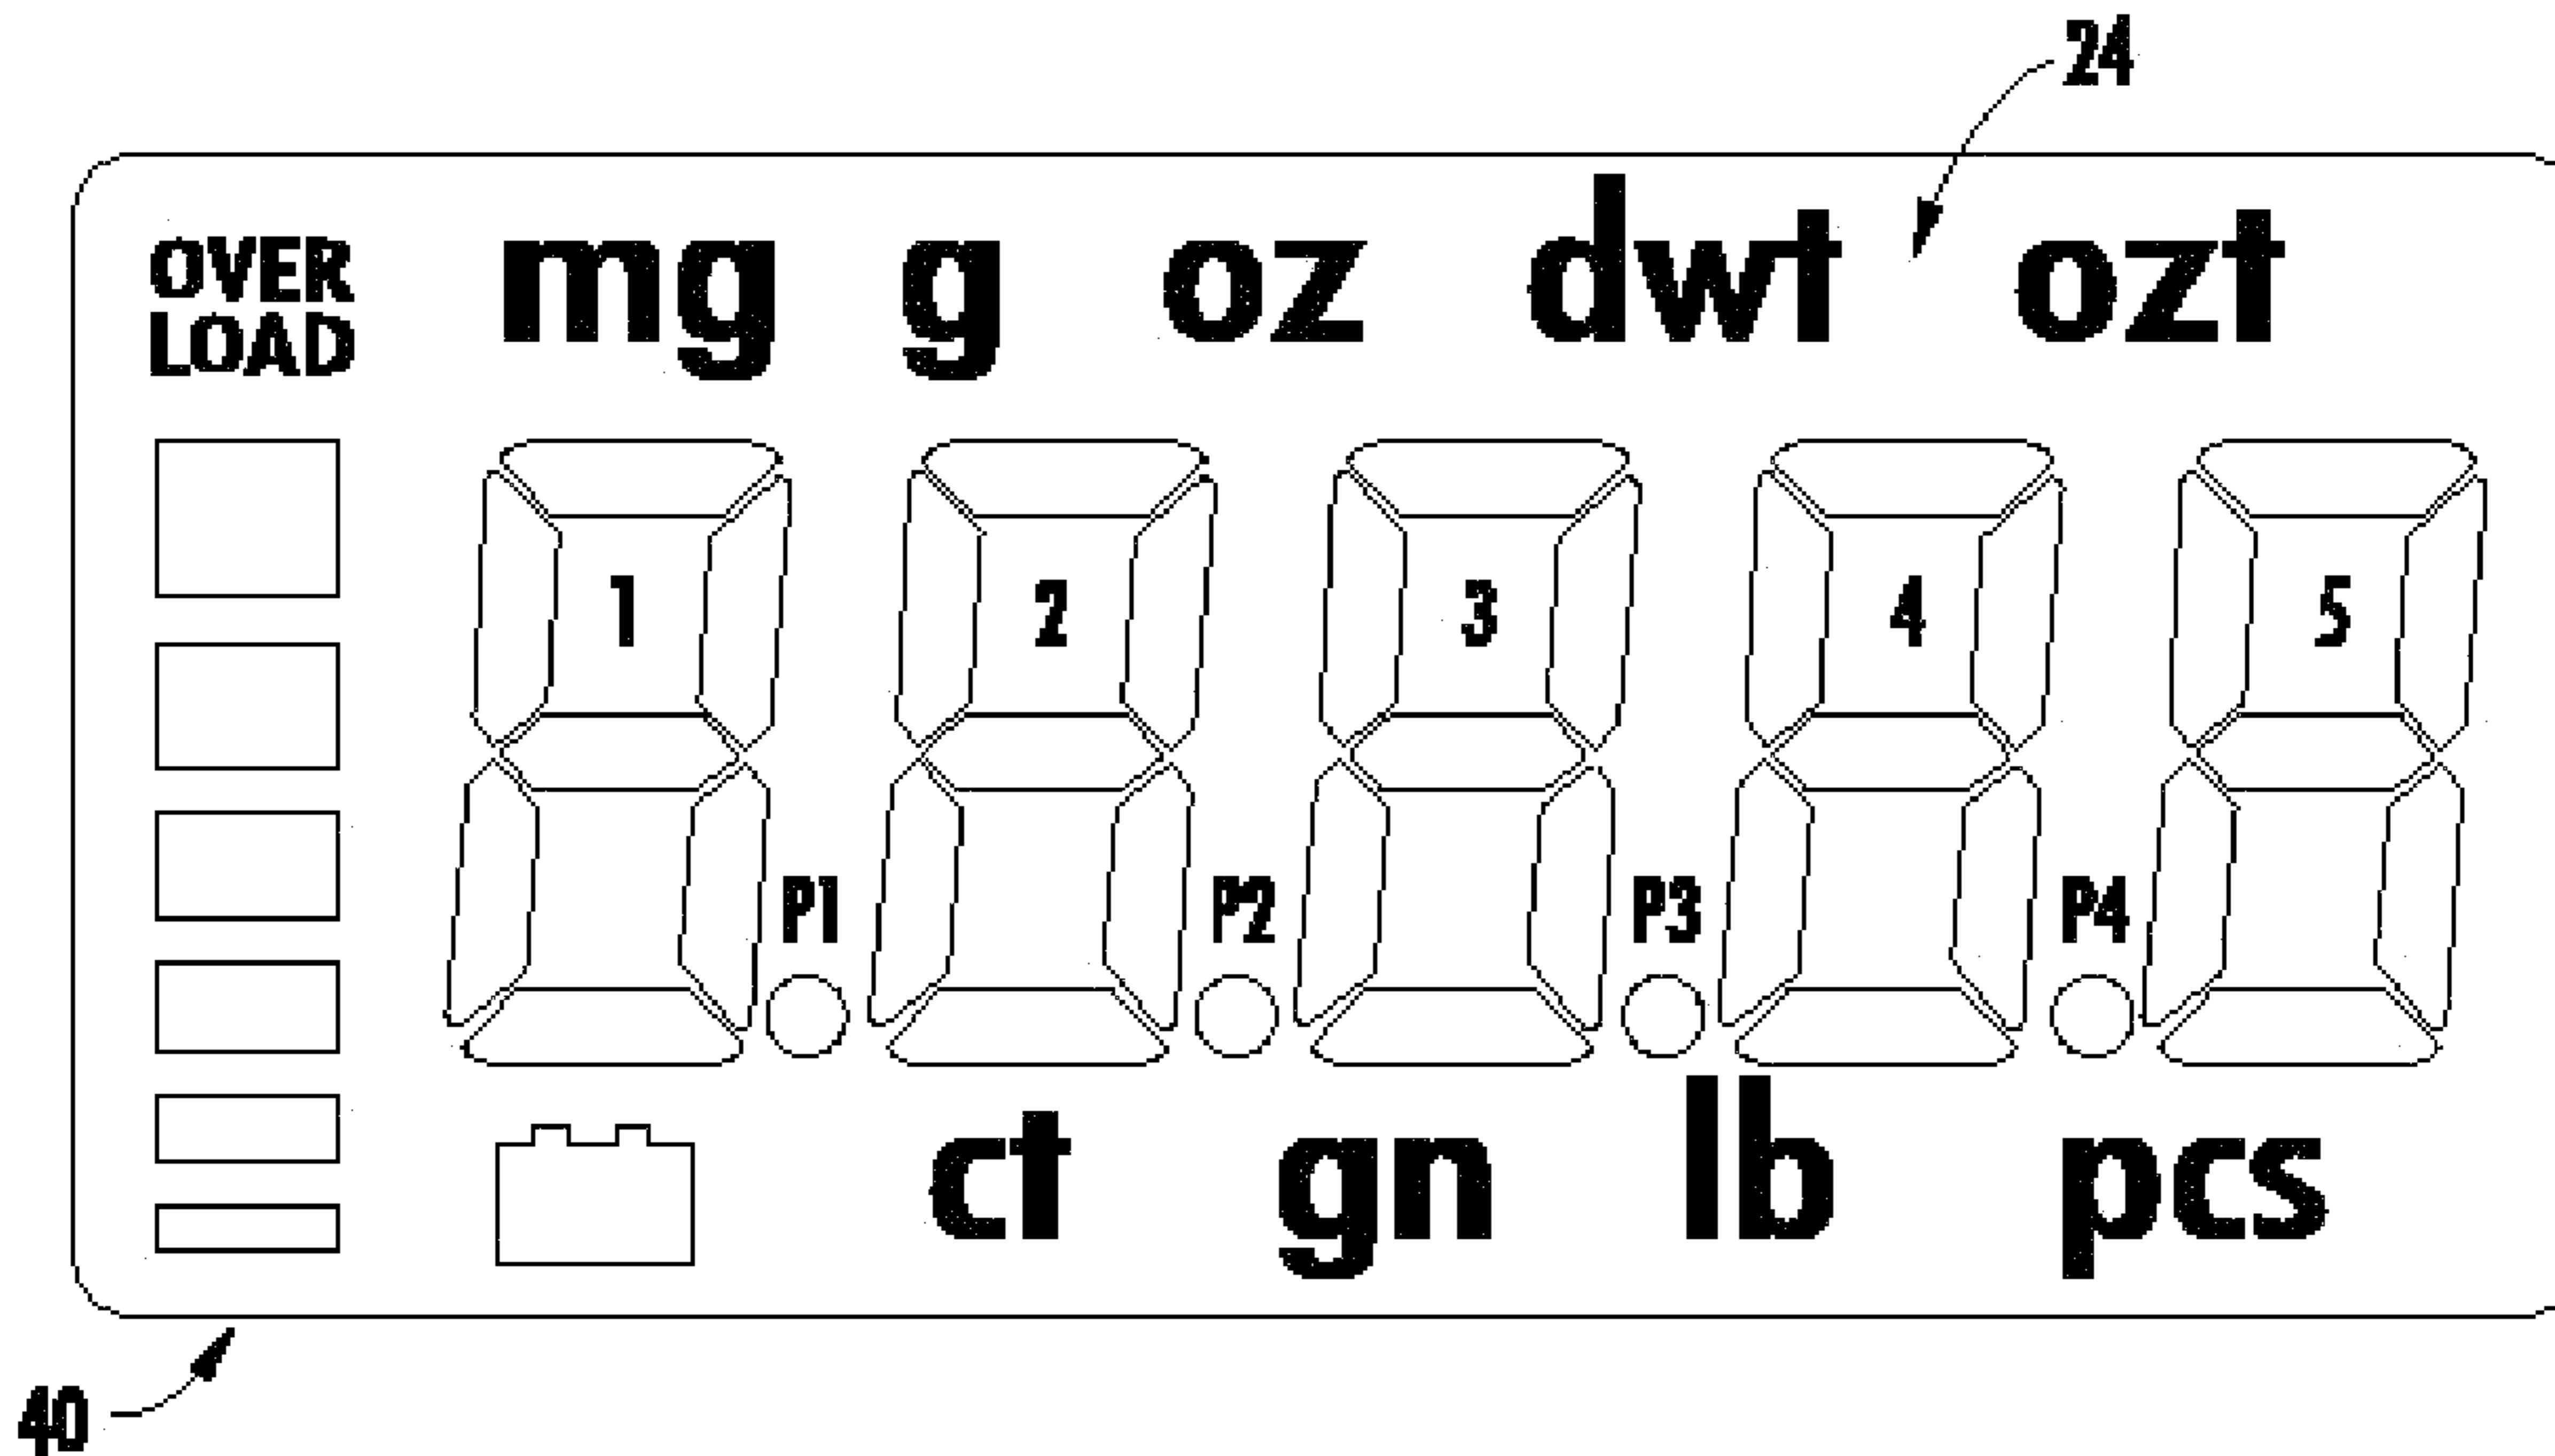 24
OVER
LOAD
mg g oz dwt ozt
1 2 3 4 5
P1 P2 P3 P4
ct gn lb pcs
40